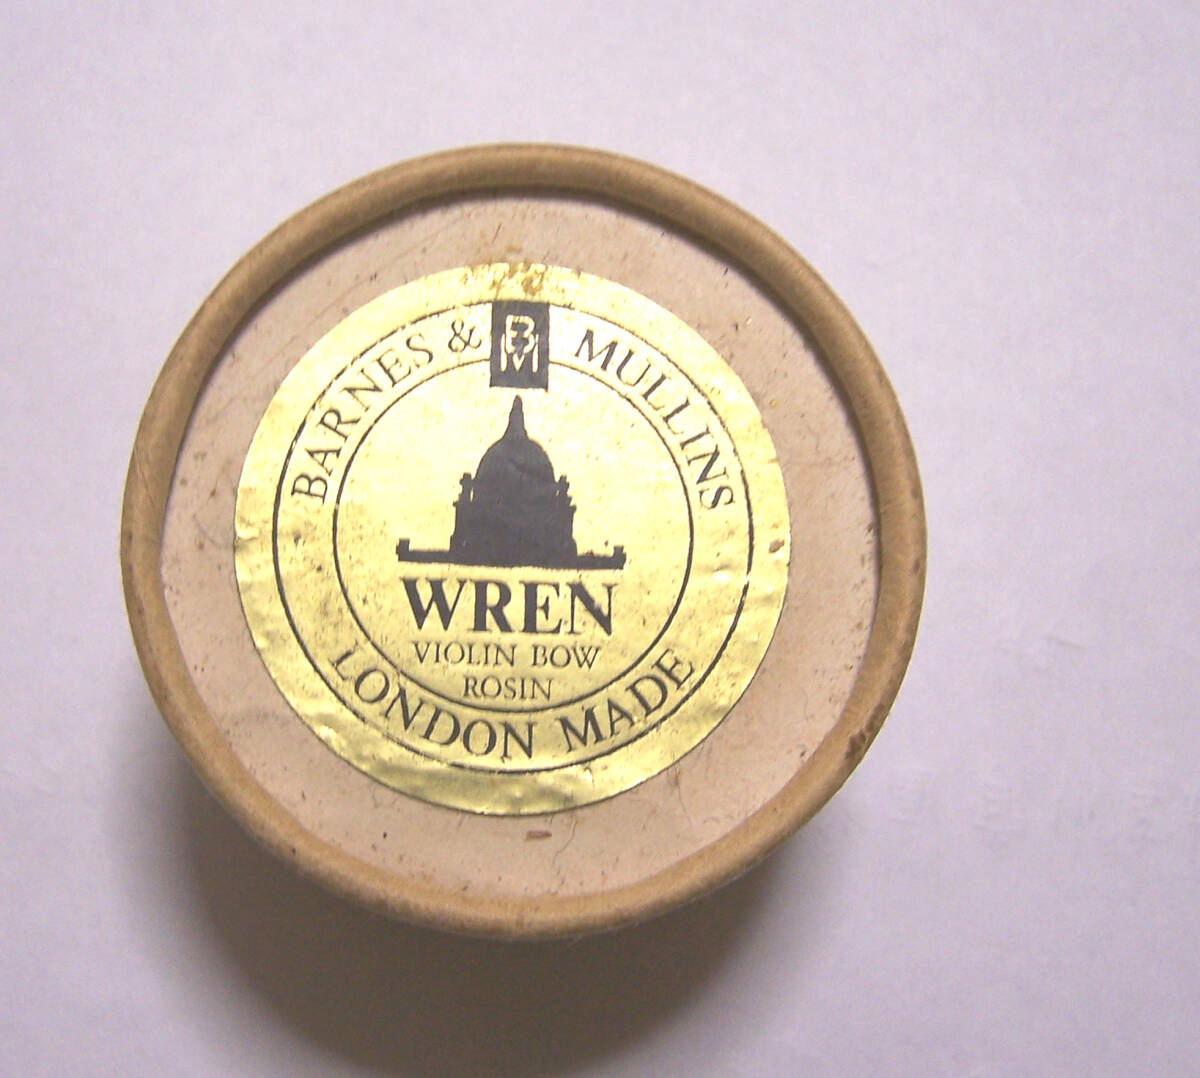 BARNES & MULLINS
BM
WREN
VIOLIN BOW
ROSIN
LONDON MADE